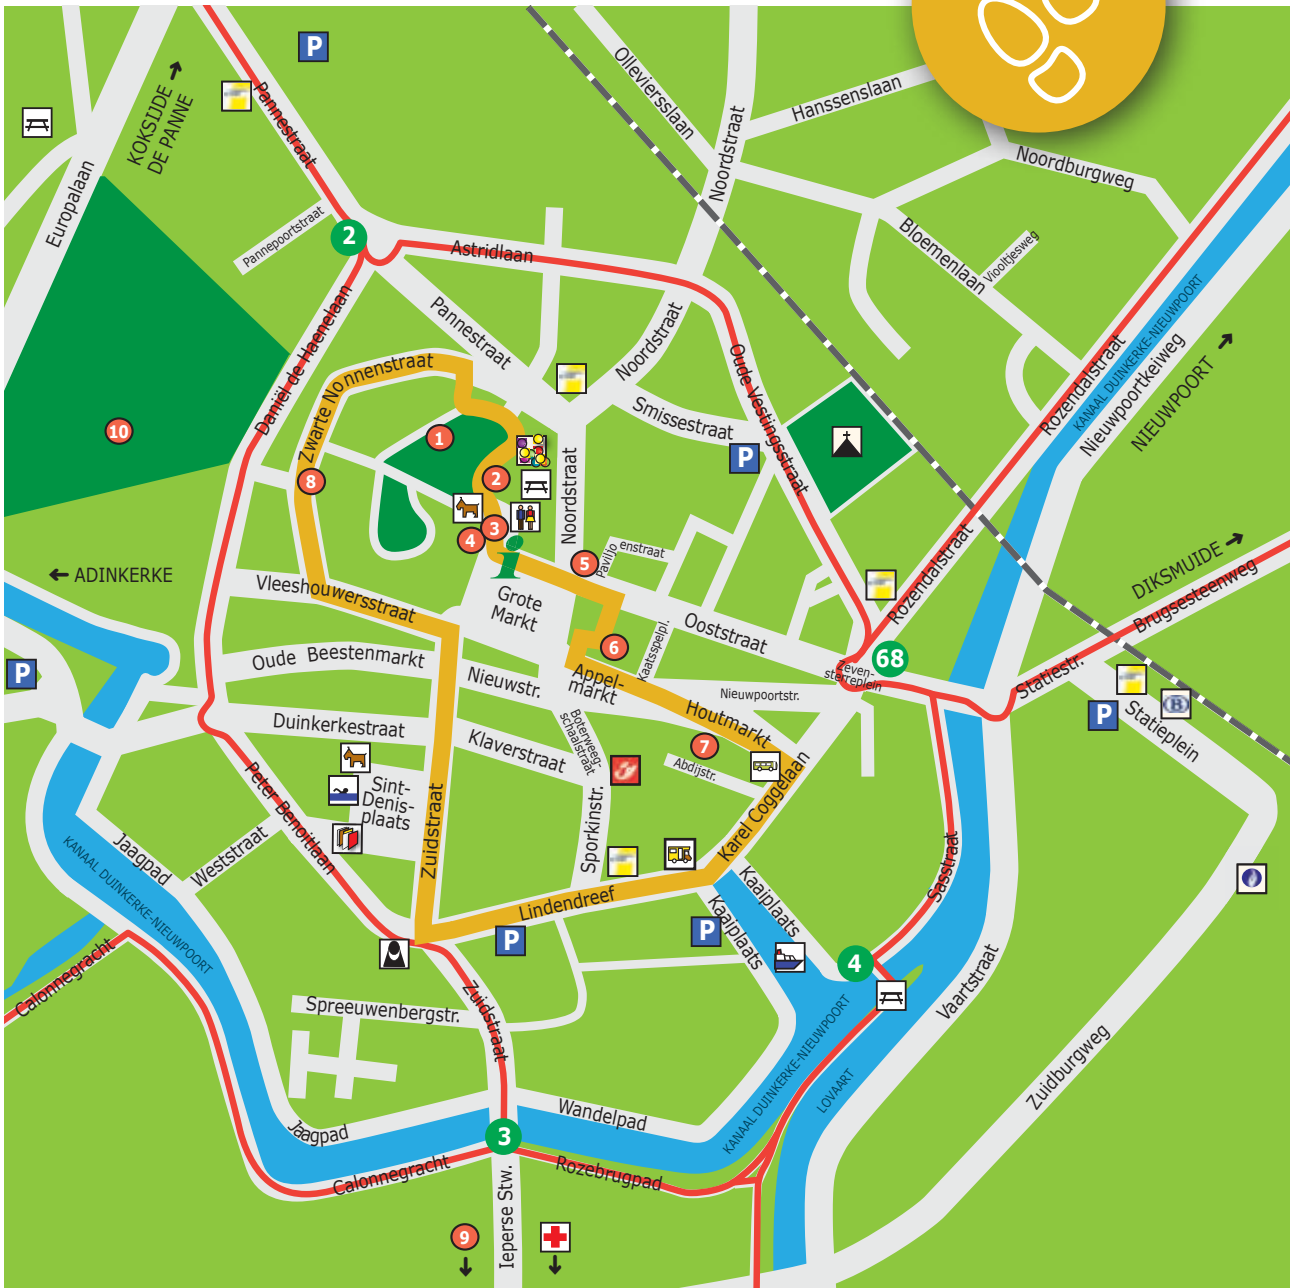 P
Pannestraat
KOKSIJDE
DE PANNE
Europalaan
Olleviersslaan
Noordstraat
Hanssenslaan
Noordburgweg
Bloemenlaan
Viooltjesweg
Pannepoortstraat
2
Astridlaan
Pannestraat
Noordstraat
Daniël de Haenelaan
Zwarte Nonnenstraat
Smissestraat
Oude Vestingsstraat
P
Rozendalstraat
KANAAL DUINKERKE-NIEUWPOORT
Nieuwpoortkeiweg
NIEUWPOORT
10
1
8
2
3
4
Noordstraat
5
Paviljoenstraat
i
ADINKERKE
Vleeshouwersstraat
Grote
Markt
Ooststraat
Rozendalstraat
DIKSMUIDE
Brugsesteenweg
6
Kaatsspelpl.
68
Zeven-
sterreplein
Statiestr.
P
Oude Beestenmarkt
Nieuwstr.
Appel-
markt
Nieuwpoortstr.
Houtmarkt
P
B
Statieplein
Duinkerkestraat
Klaverstraat
Boterweeg-
schaalstraat
7
Abdijstr.
Peter Benoitlaan
Sint-
Denis-
plaats
Zuidstraat
Sporkinstr.
Karel Coggelaan
Jaagpad
Weststraat
KANAAL DUINKERKE-NIEUWPOORT
Lindendreef
Kaaiplaats
Kaaiplaats
Sasstraat
P
P
4
Calonnegracht
Spreeuwenbergstr.
Zuidstraat
Vaartstraat
KANAAL DUINKERKE-NIEUWPOORT
LOVAART
Zuidburgweg
Jaagpad
3
Wandelpad
Calonnegracht
Rozebrugpad
Ieperse Stw.
9